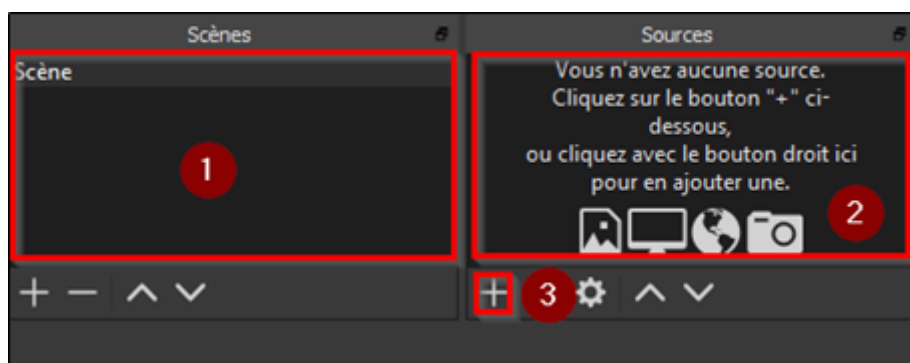 Scènes
Scène
1
Sources
Vous n'avez aucune source.
Cliquez sur le bouton "+" ci-
dessous,
ou cliquez avec le bouton droit ici
pour en ajouter une.
2
3